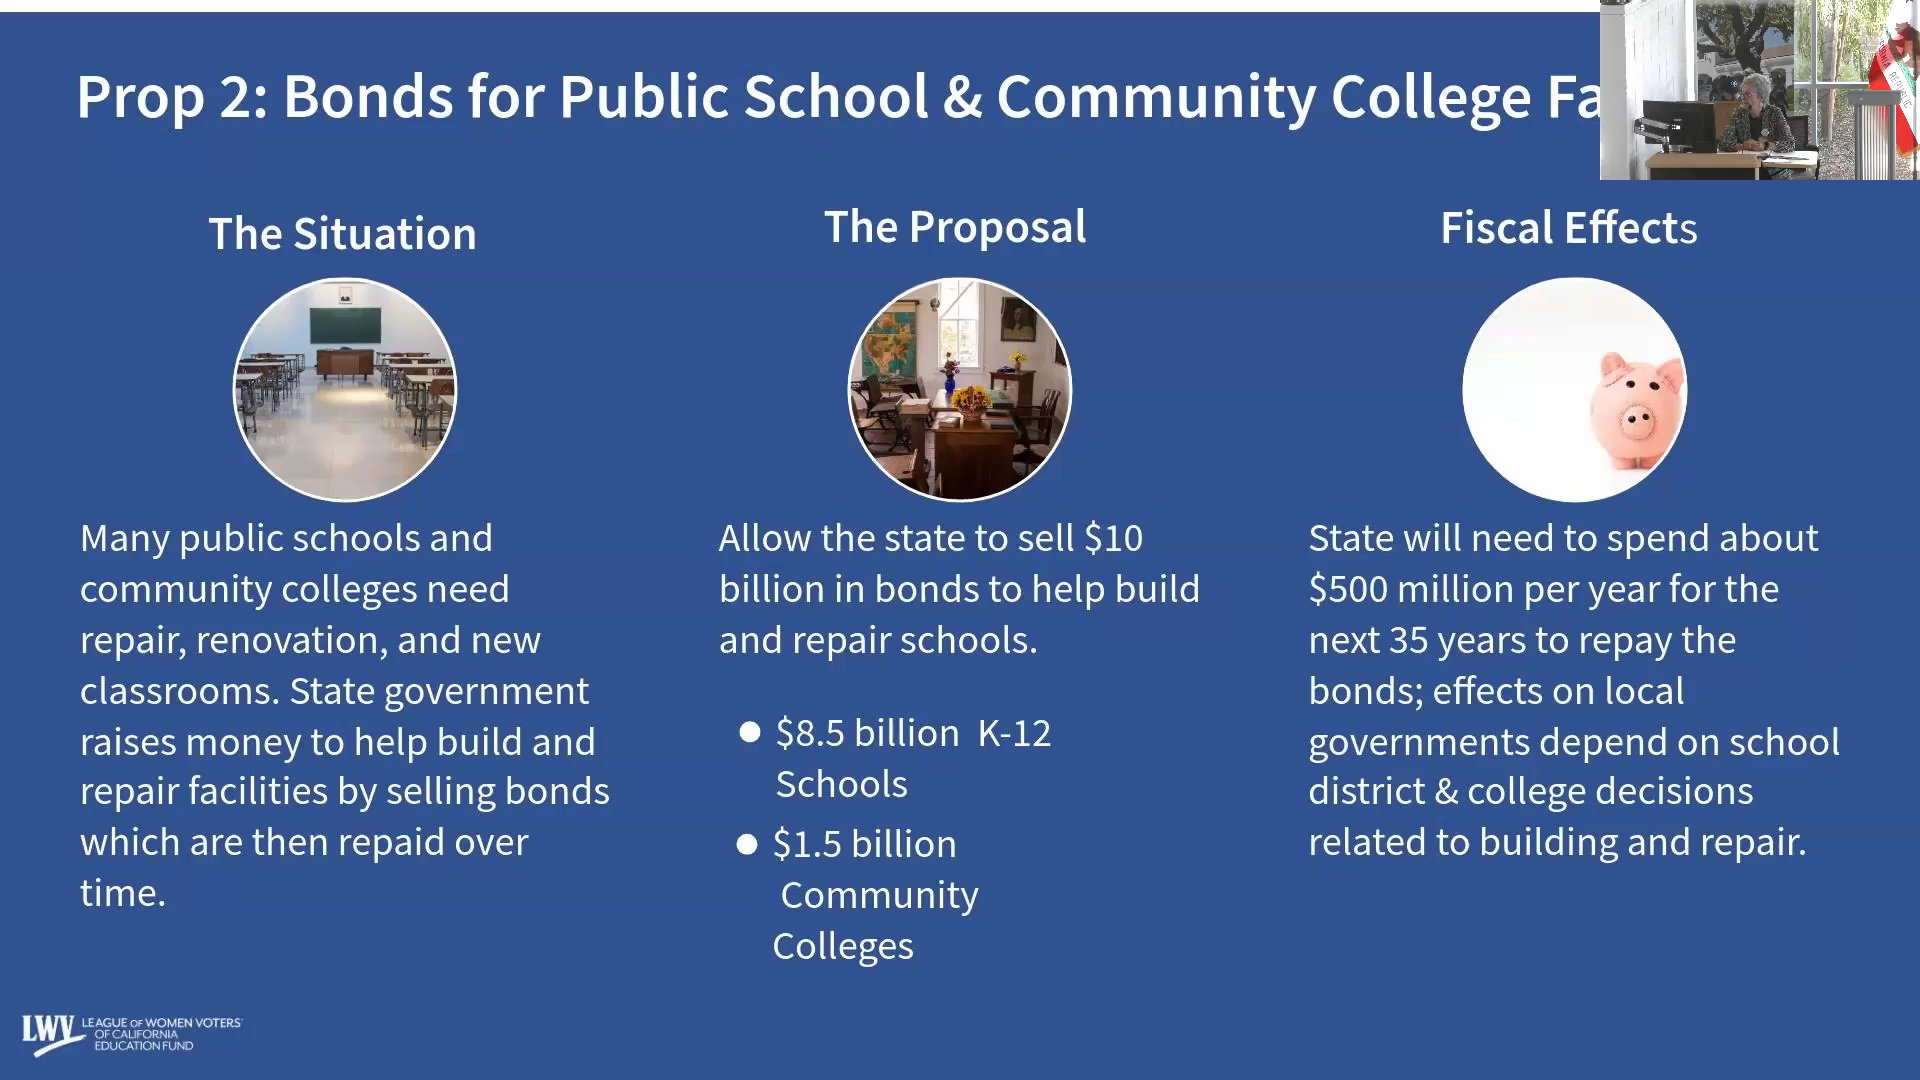 Prop 2: Bonds for Public School & Community College Fa
The Situation
Many public schools and
community colleges need
repair, renovation, and new
classrooms. State government
raises money to help build and
repair facilities by selling bonds
which are then repaid over
time.
The Proposal
Allow the state to sell $10
billion in bonds to help build
and repair schools.
● $8.5 billion K-12
Schools
● $1.5 billion
Community
Colleges
Fiscal Effects
State will need to spend about
$500 million per year for the
next 35 years to repay the
bonds; effects on local
governments depend on school
district & college decisions
related to building and repair.
LWV LEAGUE OF WOMEN VOTERS®
OF CALIFORNIA
EDUCATION FUND